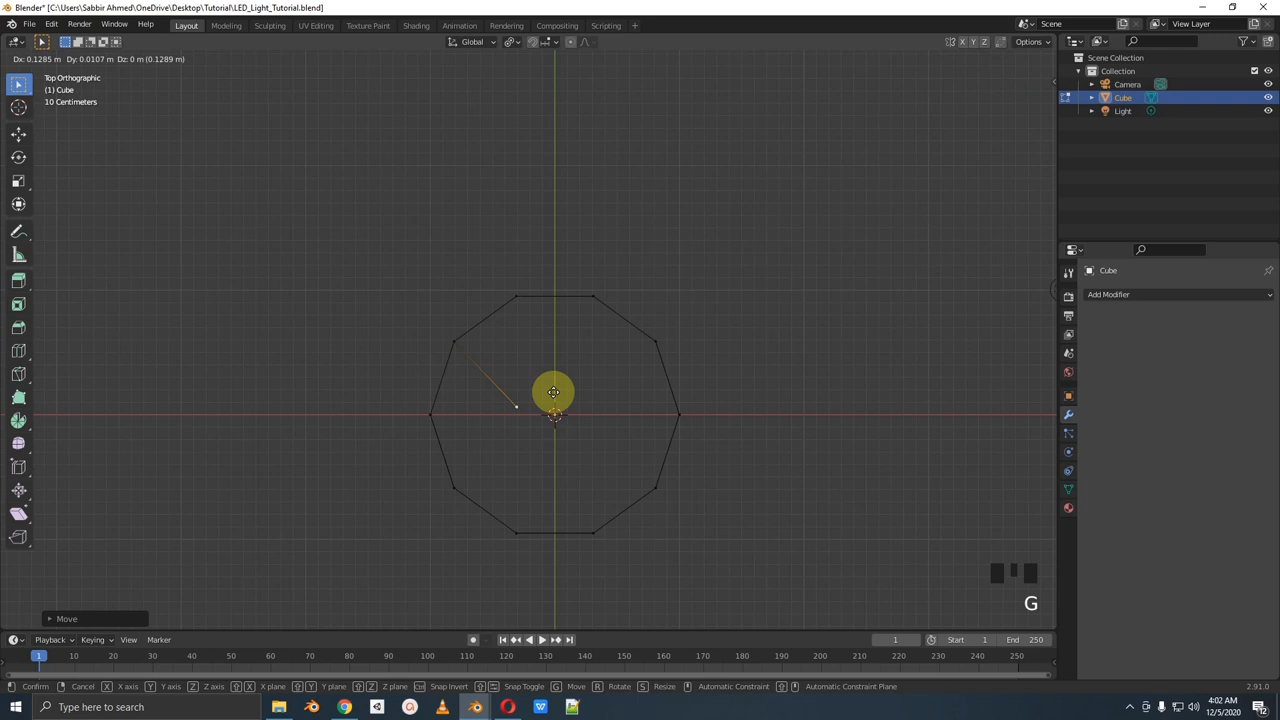 Blender* [C:\Users\Sabbir Ahmed\OneDrive\Desktop\Tutorial\LED_Light_Tutorial.blend]
File Edit Render Window Help Layout Modeling Sculpting UV Editing Texture Paint Shading Animation Rendering Compositing Scripting + Scene View Layer
Global X Y Z Options
Dx: 0.1285 m Dy: 0.0107 m Dz: 0 m (0.1289 m)
Top Orthographic
(1) Cube
10 Centimeters
Scene Collection
Collection
Camera
Cube
Light
Cube
Add Modifier
G
Move
Playback Keying View Marker 1 Start 1 End 250
1 10 20 30 40 50 60 70 80 90 100 110 120 130 140 150 160 170 180 190 200 210 220 230 240 250
Confirm Cancel X X axis Y Y axis Z Z axis X X plane Y Y plane Z Z plane Ctrl Snap Invert Snap Toggle G Move R Rotate S Resize Automatic Constraint Automatic Constraint Plane 2.91.0
Type here to search
4:02 AM
12/5/2020